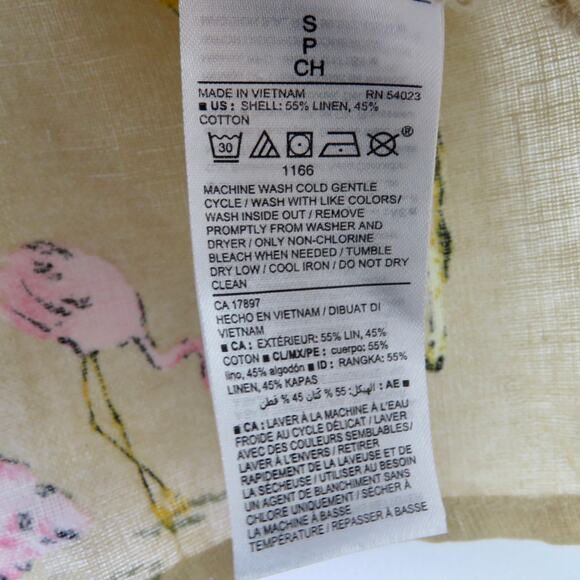 S
P
CH
MADE IN VIETNAM RN 54023
■ US : SHELL: 55% LINEN, 45%
COTTON
30 ®
1166
MACHINE WASH COLD GENTLE
CYCLE / WASH WITH LIKE COLORS/
WASH INSIDE OUT / REMOVE
PROMPTLY FROM WASHER AND
DRYER / ONLY NON-CHLORINE
BLEACH WHEN NEEDED / TUMBLE
DRY LOW / COOL IRON / DO NOT DRY
CLEAN
CA 17897
HECHO EN VIETNAM / DIBUAT DI
VIETNAM
■ CA : EXTÉRIEUR: 55% LIN, 45%
COTON ■ CL/MX/PE : cuerpo: 55%
lino, 45% algodón ■ ID : RANGKA: 55%
LINEN, 45% KAPAS
■ AE : الهيكل: 55 % كتان 45 % قطن
■ CA : LAVER À LA MACHINE À L'EAU
FROIDE AU CYCLE DÉLICAT / LAVER
AVEC DES COULEURS SEMBLABLES/
LAVER À L'ENVERS / RETIRER
RAPIDEMENT DE LA LAVEUSE ET DE
LA SÉCHEUSE / UTILISER AU BESOIN
UN AGENT DE BLANCHIMENT SANS
CHLORE UNIQUEMENT / SÉCHER À
LA MACHINE À BASSE
TEMPÉRATURE / REPASSER À BASSE